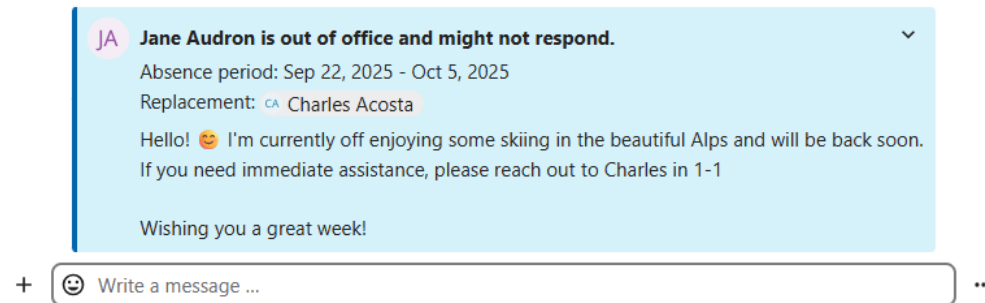 JA Jane Audron is out of office and might not respond.
Absence period: Sep 22, 2025 - Oct 5, 2025
Replacement: CA Charles Acosta
Hello! 😊 I'm currently off enjoying some skiing in the beautiful Alps and will be back soon.
If you need immediate assistance, please reach out to Charles in 1-1
Wishing you a great week!
Write a message ...